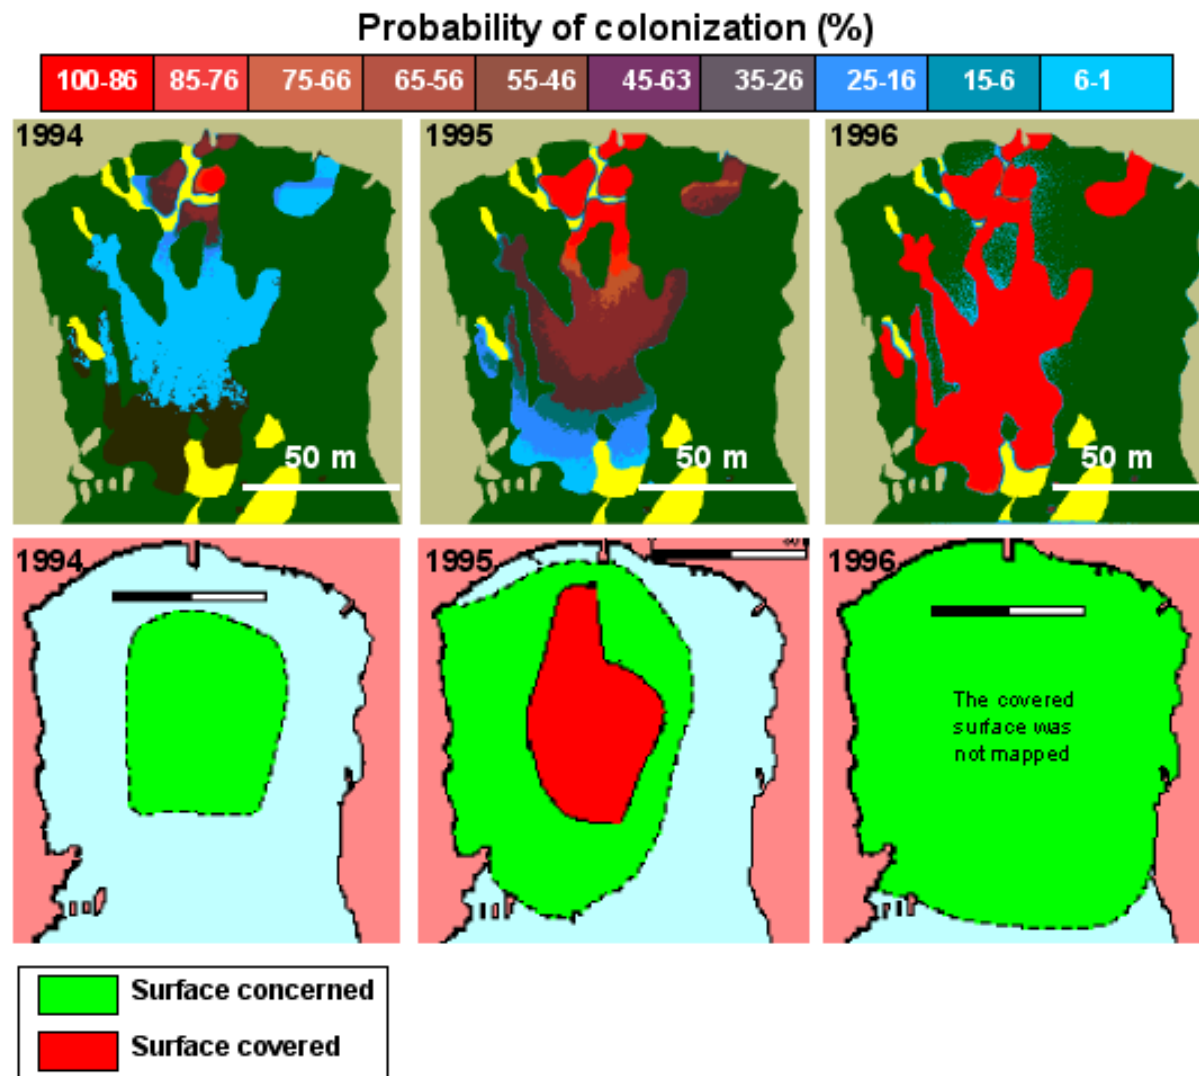 Probability of colonization (%)
100-86 85-76 75-66 65-56 55-46 45-63 35-26 25-16 15-6 6-1
1994 1995 1996
50 m 50 m 50 m
1994 1995 1996
The covered
surface was
not mapped
Surface concerned
Surface covered